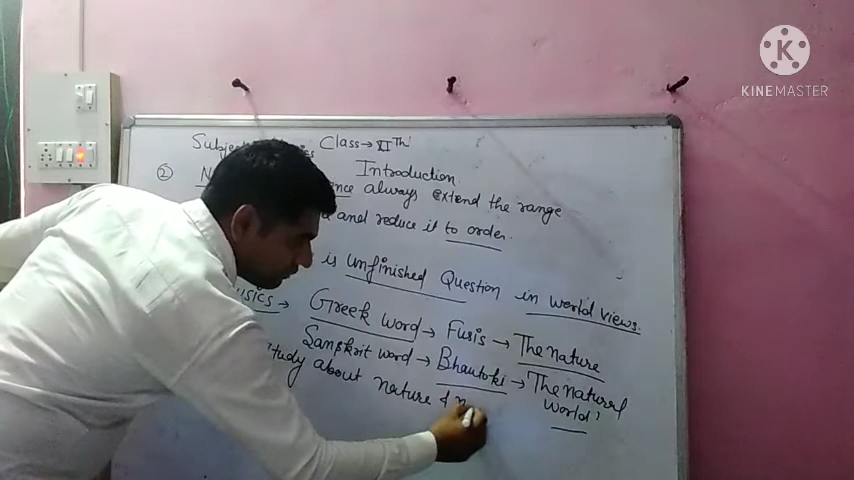 K
KINEMASTER
Class → XI Th
Introduction
② always extend the range
and reduce it to order.
is unfinished Question in world views.
Greek word → Fusis → The nature
Sanskrit word → Bhautoki → The natural world'
study about nature &